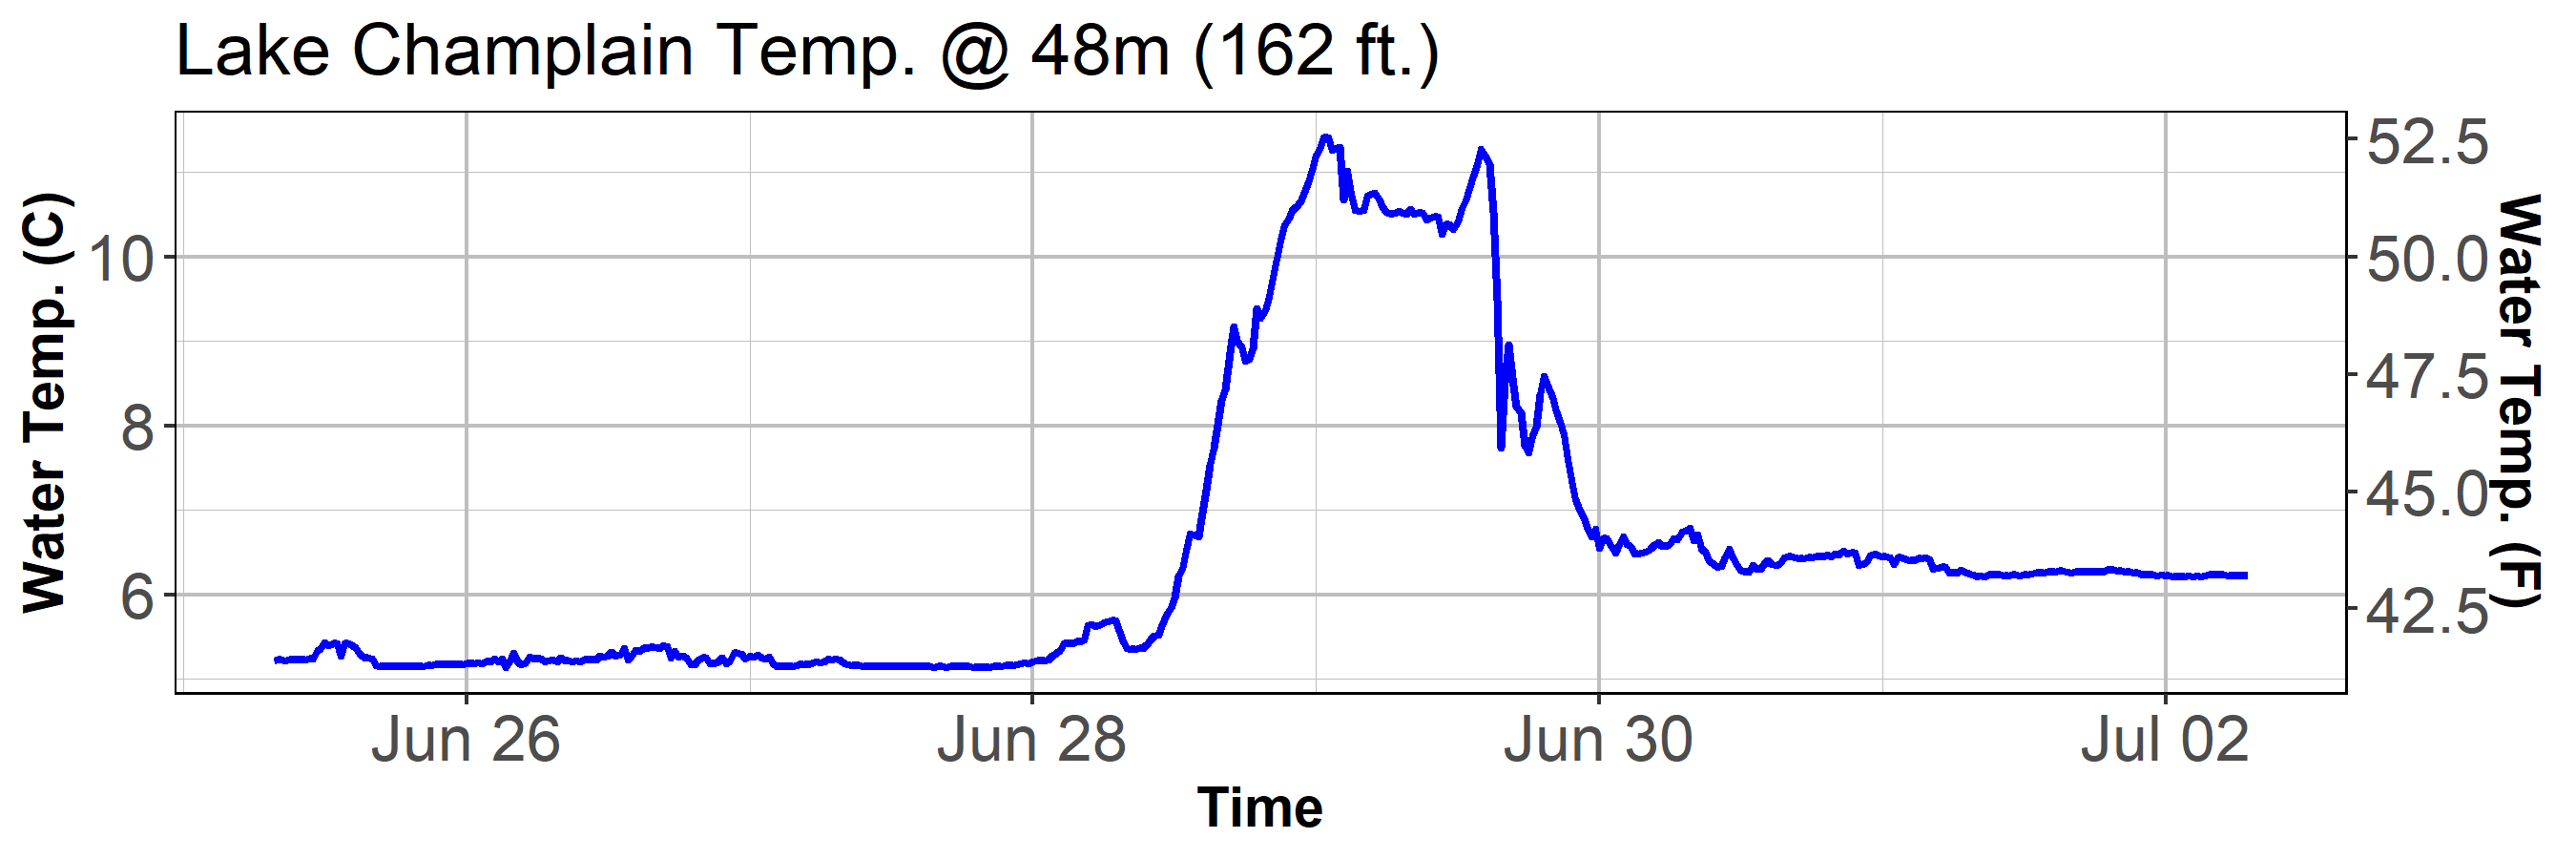 Lake Champlain Temp. @ 48m (162 ft.)
Water Temp. (C)
10
8
6
52.5
50.0
47.5
45.0
42.5
Water Temp. (F)
Jun 26
Jun 28
Jun 30
Jul 02
Time